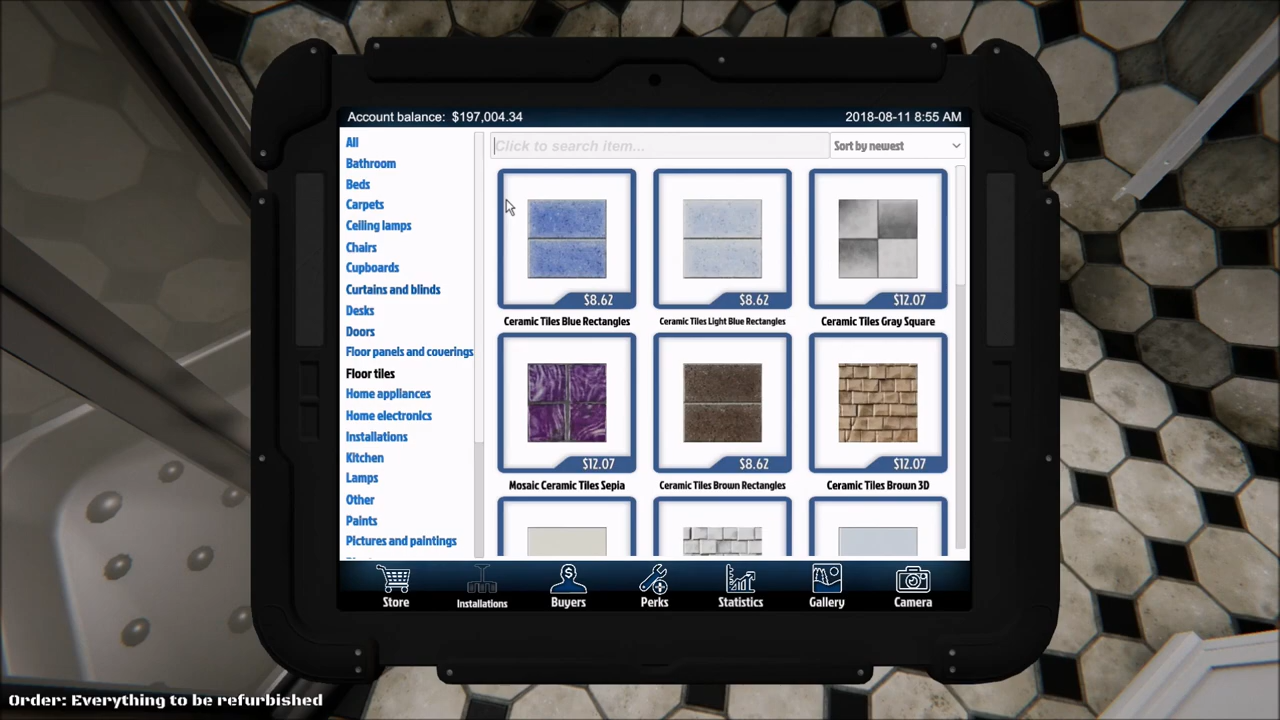 Account balance: $197,004.34
2018-08-11 8:55 AM
All
Bathroom
Beds
Carpets
Ceiling lamps
Chairs
Cupboards
Curtains and blinds
Desks
Doors
Floor panels and coverings
Floor tiles
Home appliances
Home electronics
Installations
Kitchen
Lamps
Other
Paints
Pictures and paintings
Click to search item...
Sort by newest
$8.62
$8.62
$12.07
Ceramic Tiles Blue Rectangles
Ceramic Tiles Light Blue Rectangles
Ceramic Tiles Gray Square
$12.07
$8.62
$12.07
Mosaic Ceramic Tiles Sepia
Ceramic Tiles Brown Rectangles
Ceramic Tiles Brown 3D
Store
Installations
Buyers
Perks
Statistics
Gallery
Camera
Order: Everything to be refurbished